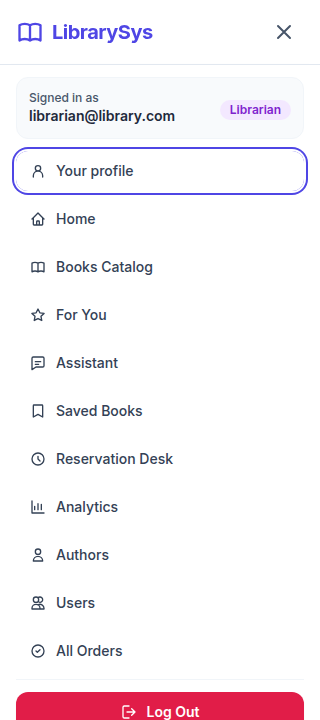 LibrarySys
Signed in as
librarian@library.com
Librarian
Your profile
Home
Books Catalog
For You
Assistant
Saved Books
Reservation Desk
Analytics
Authors
Users
All Orders
Log Out